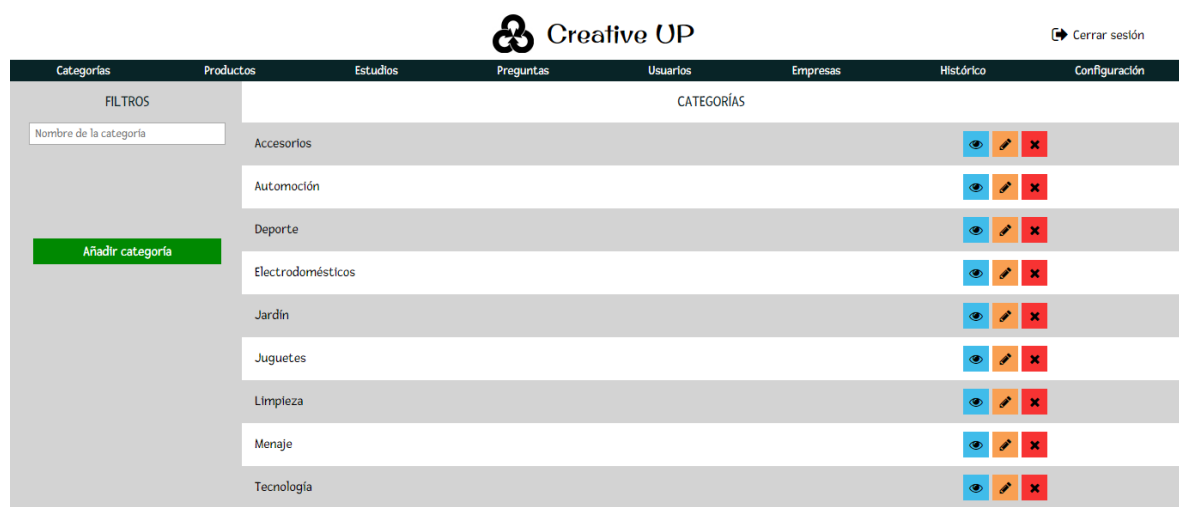 Creative UP
Cerrar sesión
Categorías Productos Estudios Preguntas Usuarios Empresas Histórico Configuración
FILTROS
CATEGORÍAS
Nombre de la categoría
Añadir categoría
Accesorios
Automoción
Deporte
Electrodomésticos
Jardín
Juguetes
Limpieza
Menaje
Tecnología